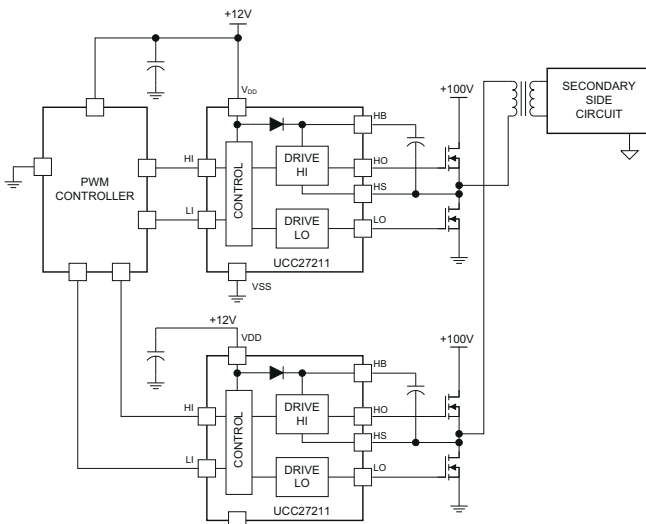 +12V
V_DD
+100V
SECONDARY
SIDE
CIRCUIT
HB
HI
DRIVE
HI
HO
PWM
CONTROLLER
CONTROL
HS
LI
DRIVE
LO
LO
UCC27211
VSS
+12V
VDD
+100V
HB
HI
DRIVE
HI
HO
CONTROL
HS
LI
DRIVE
LO
LO
UCC27211